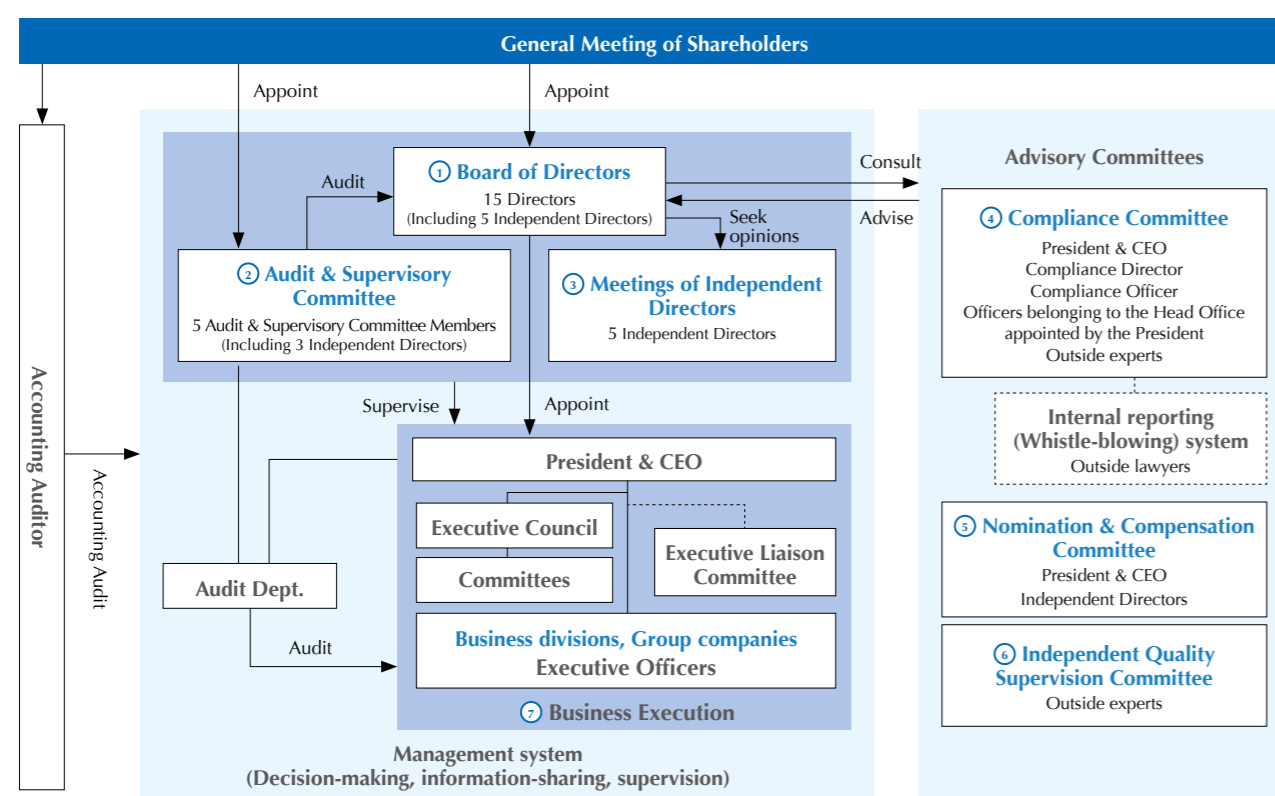 General Meeting of Shareholders
Appoint
Appoint
Accounting Auditor
Accounting Audit
① Board of Directors
15 Directors
(Including 5 Independent Directors)
Audit
Consult
Advise
Seek
opinions
② Audit & Supervisory
Committee
5 Audit & Supervisory Committee Members
(Including 3 Independent Directors)
③ Meetings of Independent
Directors
5 Independent Directors
Supervise
Appoint
President & CEO
Executive Council
Committees
Executive Liaison
Committee
Audit Dept.
Audit
Business divisions, Group companies
Executive Officers
⑦ Business Execution
Management system
(Decision-making, information-sharing, supervision)
Advisory Committees
④ Compliance Committee
President & CEO
Compliance Director
Compliance Officer
Officers belonging to the Head Office
appointed by the President
Outside experts
Internal reporting
(Whistle-blowing) system
Outside lawyers
⑤ Nomination & Compensation
Committee
President & CEO
Independent Directors
⑥ Independent Quality
Supervision Committee
Outside experts